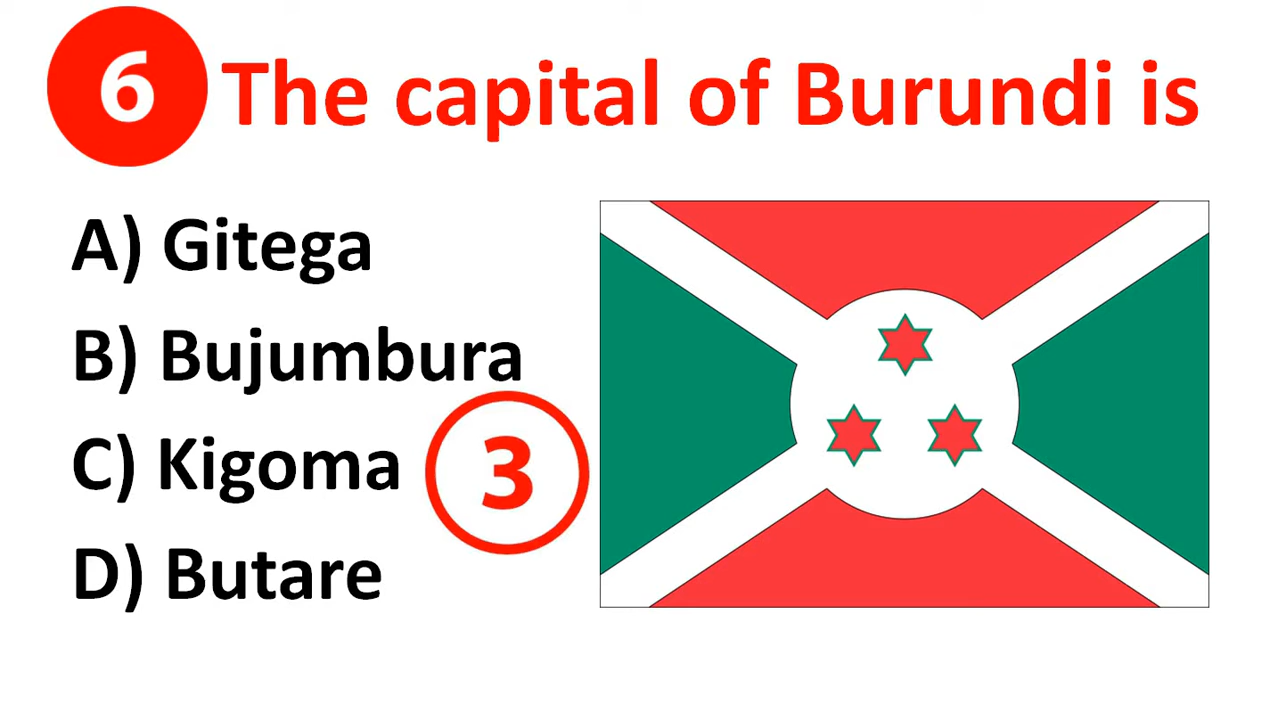 6 The capital of Burundi is
A) Gitega
B) Bujumbura
C) Kigoma
3
D) Butare